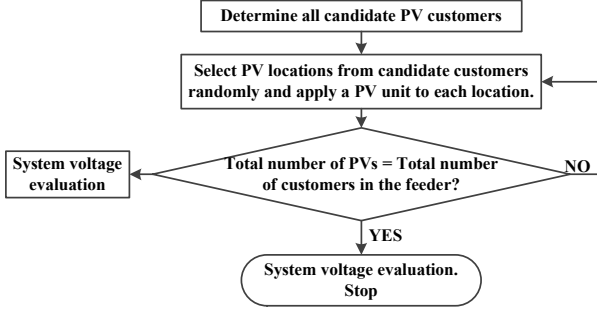 Determine all candidate PV customers
Select PV locations from candidate customers
randomly and apply a PV unit to each location.
Total number of PVs = Total number
of customers in the feeder?
System voltage
evaluation
NO
YES
System voltage evaluation.
Stop